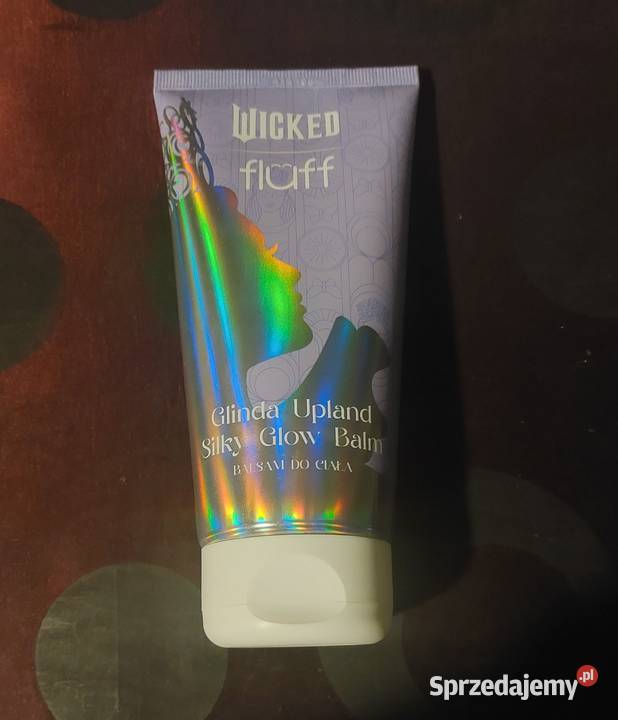 WICKED
fluff
Glinda Upland
Silky Glow Balm
BALSAM DO CIAŁA
Sprzedajemy.pl